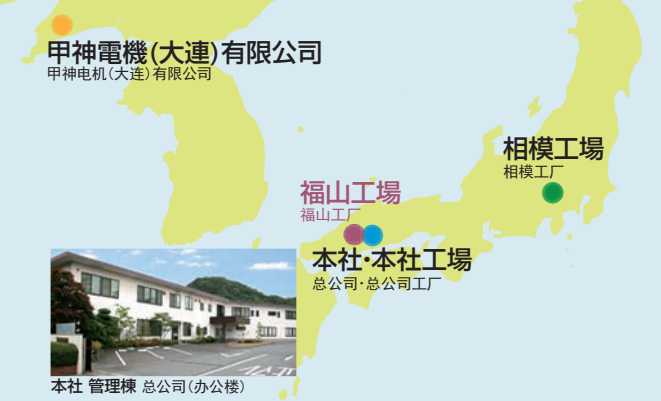 甲神電機(大連)有限公司
甲神电机(大连)有限公司
相模工場
相模工厂
福山工場
福山工厂
本社・本社工場
总公司・总公司工厂
本社 管理棟 总公司(办公楼)